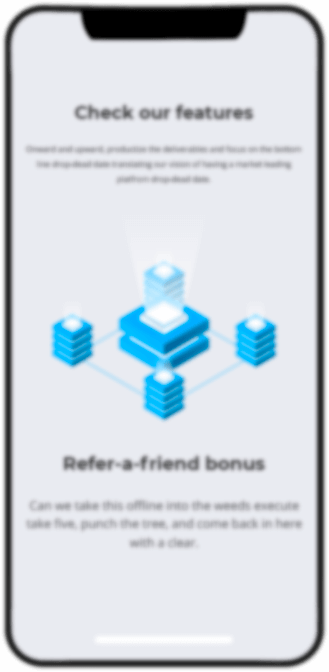 Check our features
Onward and upward, productize the deliverables and focus on the bottom
line drop-dead date translating our vision of having a market leading
platfrom drop-dead date.
Refer-a-friend bonus
Can we take this offline into the weeds execute
take five, punch the tree, and come back in here
with a clear.